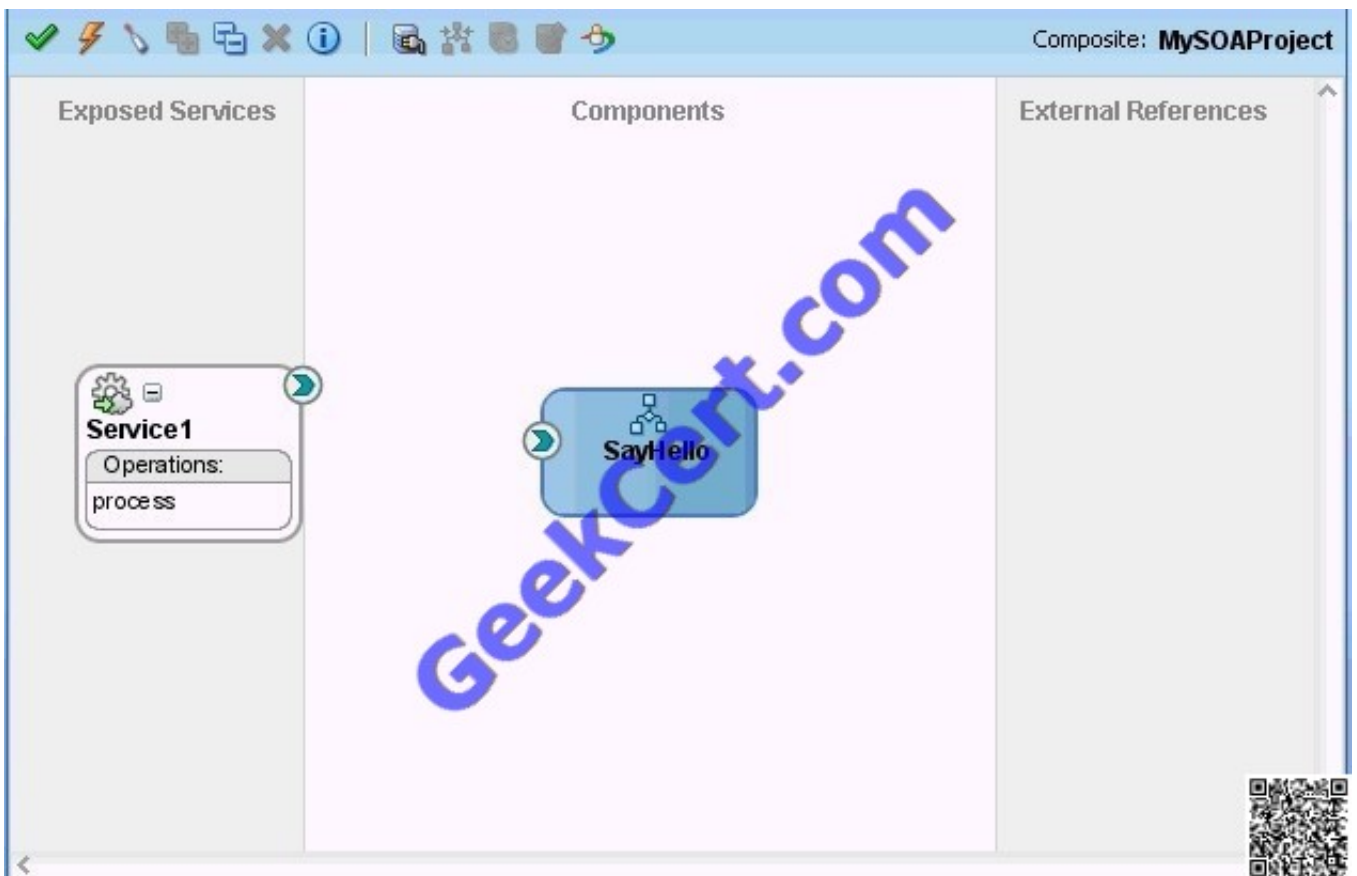 Composite: MySOAProject
Exposed Services
Components
External References
Service1
Operations:
process
SayHello
GeekCert.com